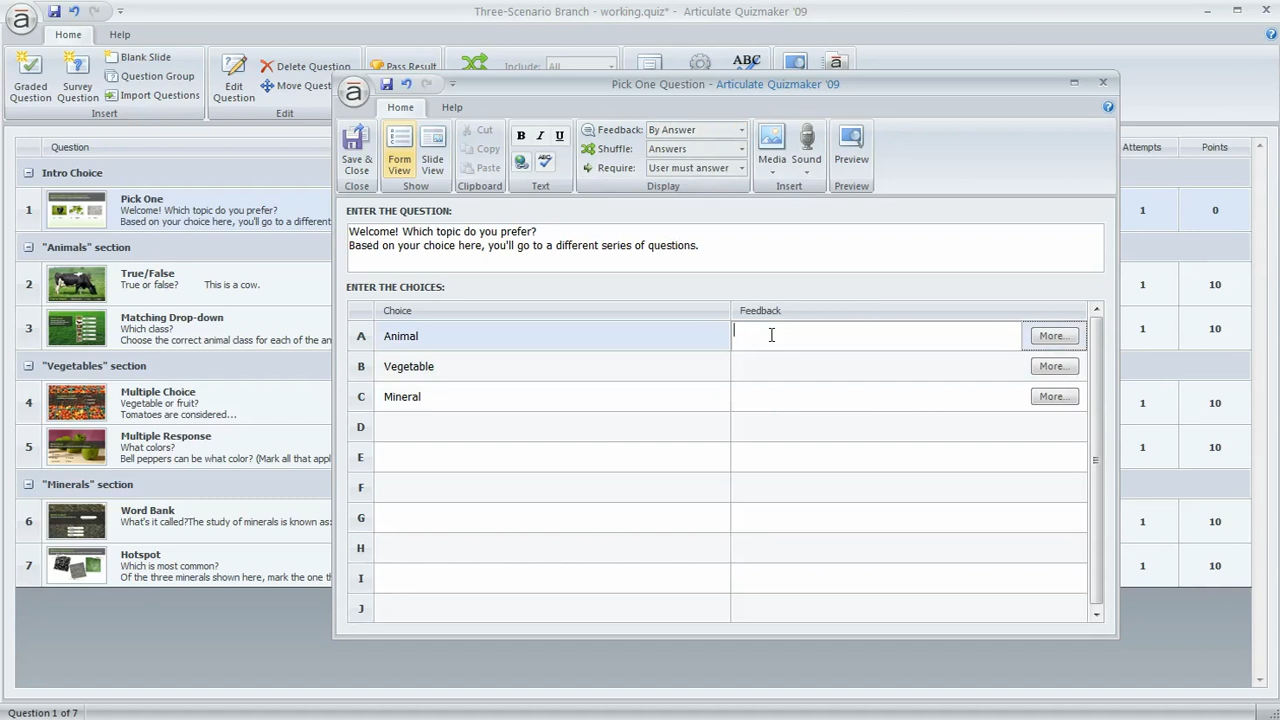 Three-Scenario Branch - working.quiz* - Articulate Quizmaker '09
Home
Help
Graded Question
Survey Question
Blank Slide
Question Group
Import Questions
Insert
Edit Question
Delete Question
Move Quest
Edit
Pass Result
Include: All
ABC
Pick One Question - Articulate Quizmaker '09
Home
Help
Save & Close
Close
Form View
Slide View
Show
Cut
Copy
Paste
Clipboard
B I U
ABC
Text
Feedback: By Answer
Shuffle: Answers
Require: User must answer
Display
Media
Sound
Insert
Preview
Preview
ENTER THE QUESTION:
Welcome! Which topic do you prefer?
Based on your choice here, you'll go to a different series of questions.
ENTER THE CHOICES:
Choice Feedback
A Animal More...
B Vegetable More...
C Mineral More...
D
E
F
G
H
I
J
Question Attempts Points
Intro Choice
1 Pick One 1 0
Welcome! Which topic do you prefer?
Based on your choice here, you'll go to a different
"Animals" section
2 True/False 1 10
True or false? This is a cow.
3 Matching Drop-down 1 10
Which class?
Choose the correct animal class for each of the an
"Vegetables" section
4 Multiple Choice 1 10
Vegetable or fruit?
Tomatoes are considered...
5 Multiple Response 1 10
What colors?
Bell peppers can be what color? (Mark all that appl
"Minerals" section
6 Word Bank 1 10
What's it called?The study of minerals is known as:
7 Hotspot 1 10
Which is most common?
Of the three minerals shown here, mark the one th
Question 1 of 7